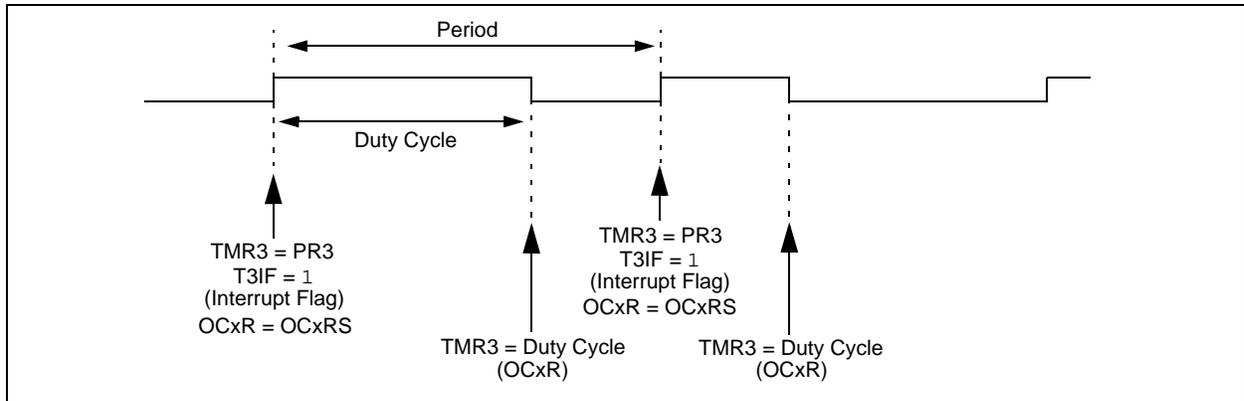 Period
Duty Cycle
TMR3 = PR3
T3IF = 1
(Interrupt Flag)
OCxR = OCxRS
TMR3 = Duty Cycle
(OCxR)
TMR3 = PR3
T3IF = 1
(Interrupt Flag)
OCxR = OCxRS
TMR3 = Duty Cycle
(OCxR)